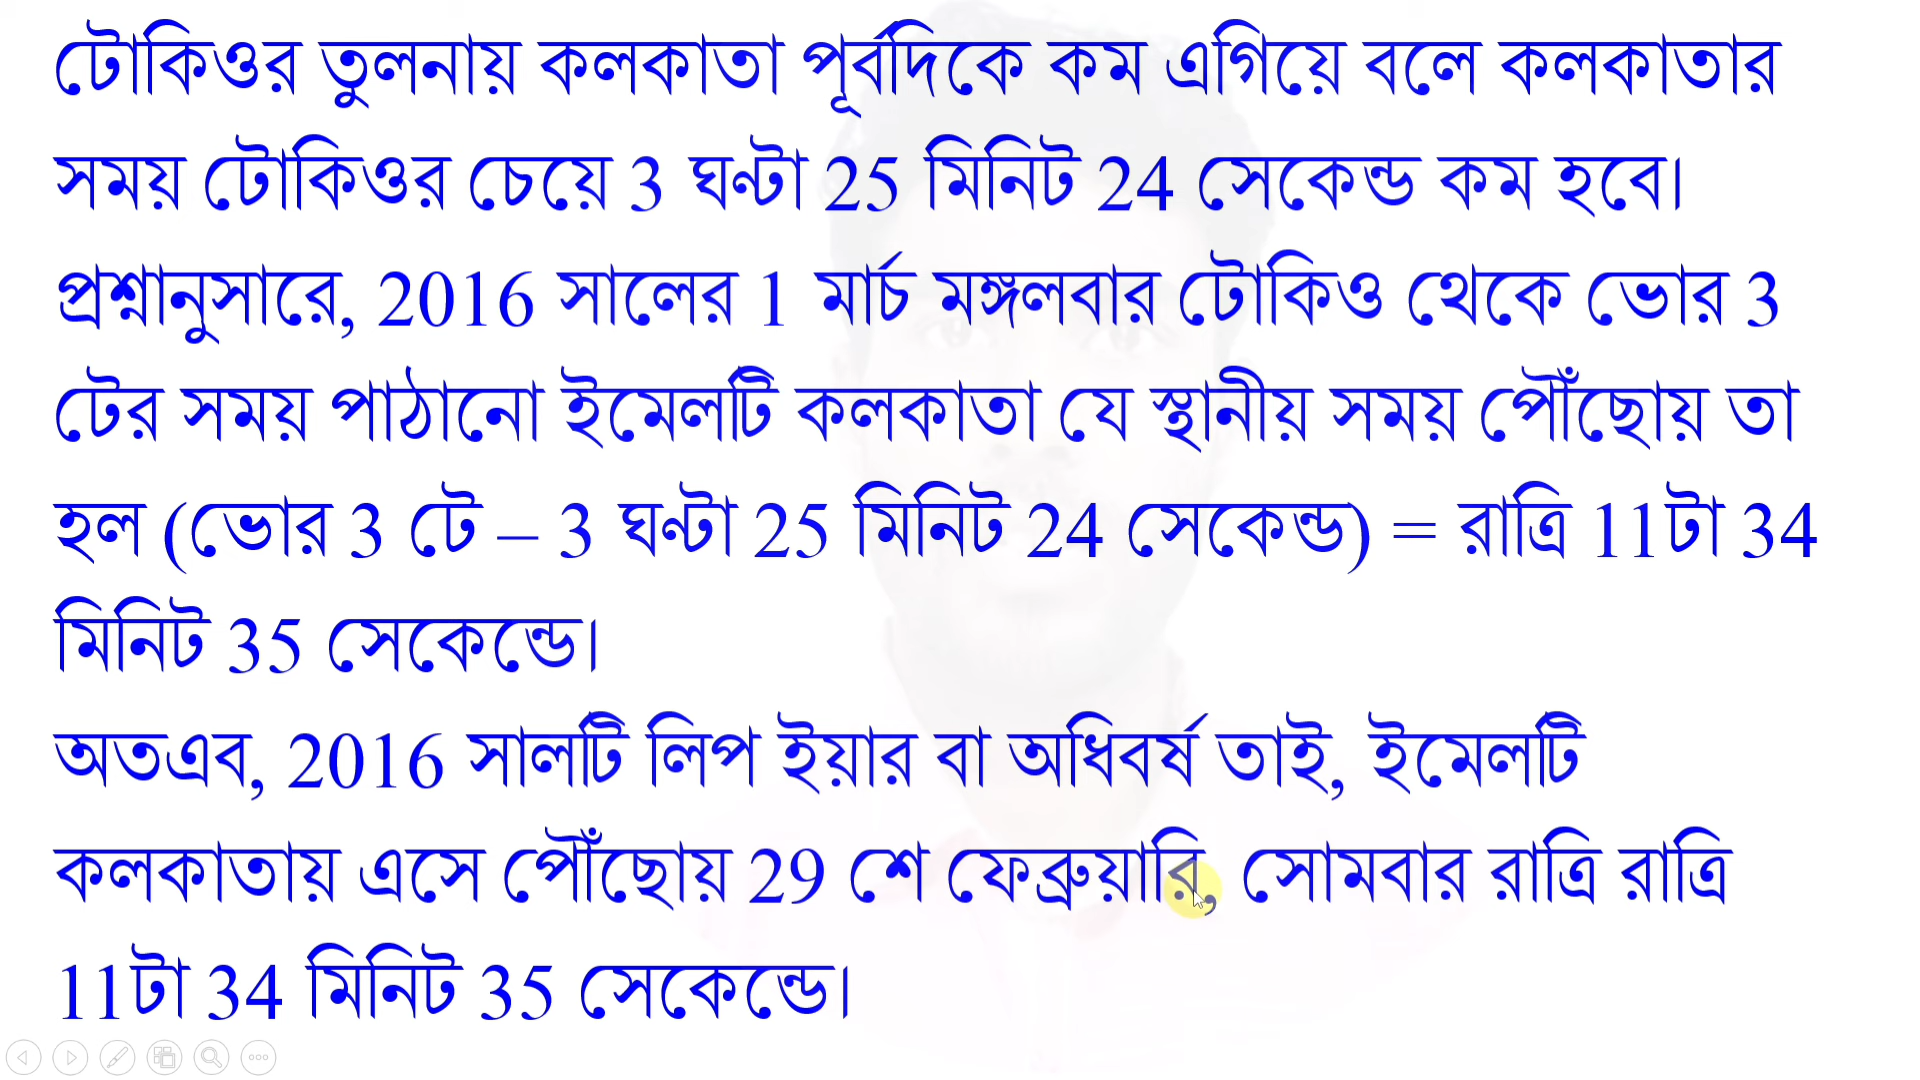 টোকিওর তুলনায় কলকাতা পূর্বদিকে কম এগিয়ে বলে কলকাতার
সময় টোকিওর চেয়ে 3 ঘণ্টা 25 মিনিট 24 সেকেন্ড কম হবে।
প্রশ্নানুসারে, 2016 সালের 1 মার্চ মঙ্গলবার টোকিও থেকে ভোর 3
টের সময় পাঠানো ইমেলটি কলকাতা যে স্থানীয় সময় পৌঁছোয় তা
হল (ভোর 3 টে – 3 ঘণ্টা 25 মিনিট 24 সেকেন্ড) = রাত্রি 11টা 34
মিনিট 35 সেকেন্ডে।
অতএব, 2016 সালটি লিপ ইয়ার বা অধিবর্ষ তাই, ইমেলটি
কলকাতায় এসে পৌঁছোয় 29 শে ফেব্রুয়ারি, সোমবার রাত্রি রাত্রি
11টা 34 মিনিট 35 সেকেন্ডে।